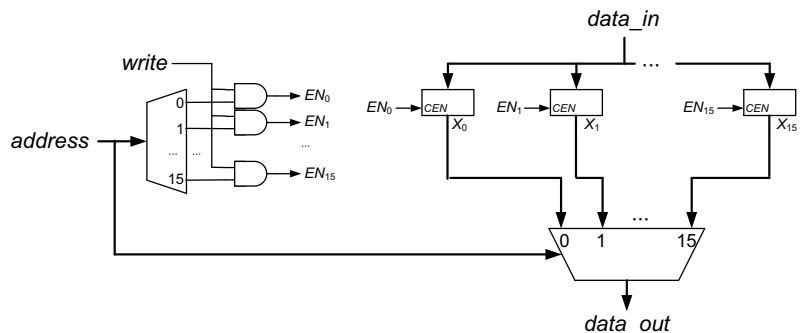 data_in
write
0
EN0
1
EN1
... ...
...
15
EN15
address
...
EN0 CEN X0
EN1 CEN X1
EN15 CEN X15
...
0 1 15
data_out